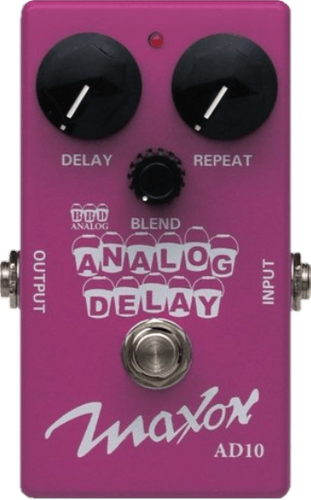 DELAY REPEAT
BBD
ANALOG
BLEND
ANALOG
DELAY
OUTPUT
INPUT
maxon
AD10